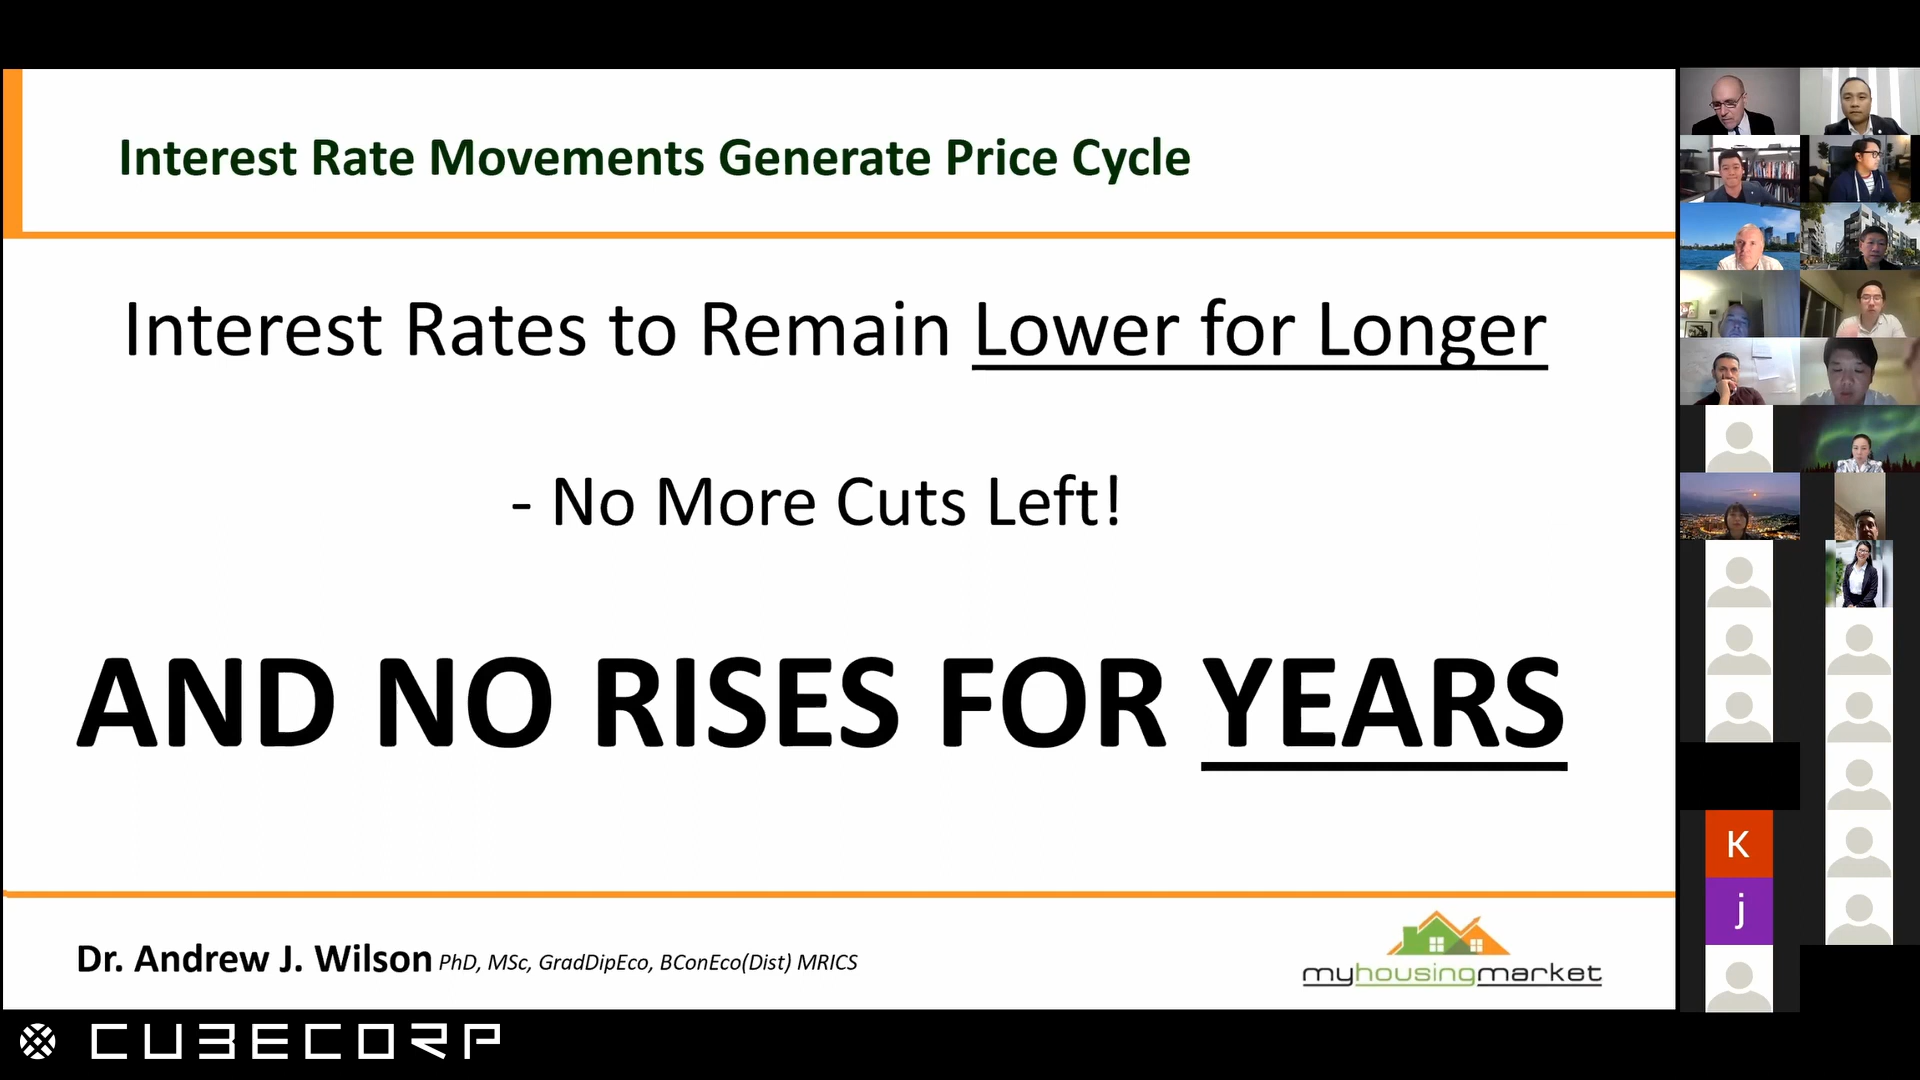 Interest Rate Movements Generate Price Cycle
Interest Rates to Remain Lower for Longer
- No More Cuts Left!
AND NO RISES FOR YEARS
Dr. Andrew J. Wilson PhD, MSc, GradDipEco, BConEco(Dist) MRICS
myhousingmarket
CUBECORP
K
j